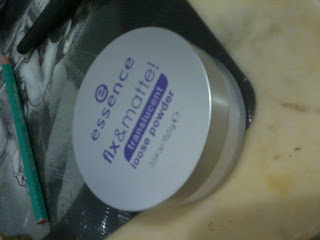 essence
fix&matte!
translucent
loose powder